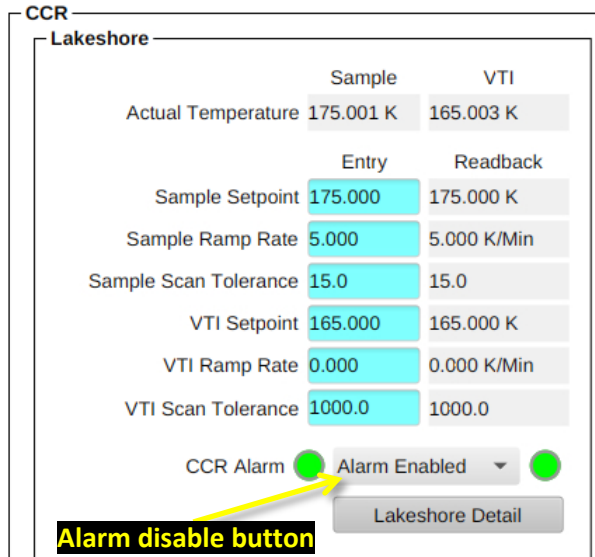 CCR
Lakeshore
Sample VTI
Actual Temperature 175.001 K 165.003 K
Entry Readback
Sample Setpoint 175.000 175.000 K
Sample Ramp Rate 5.000 5.000 K/Min
Sample Scan Tolerance 15.0 15.0
VTI Setpoint 165.000 165.000 K
VTI Ramp Rate 0.000 0.000 K/Min
VTI Scan Tolerance 1000.0 1000.0
CCR Alarm Alarm Enabled
Lakeshore Detail
Alarm disable button